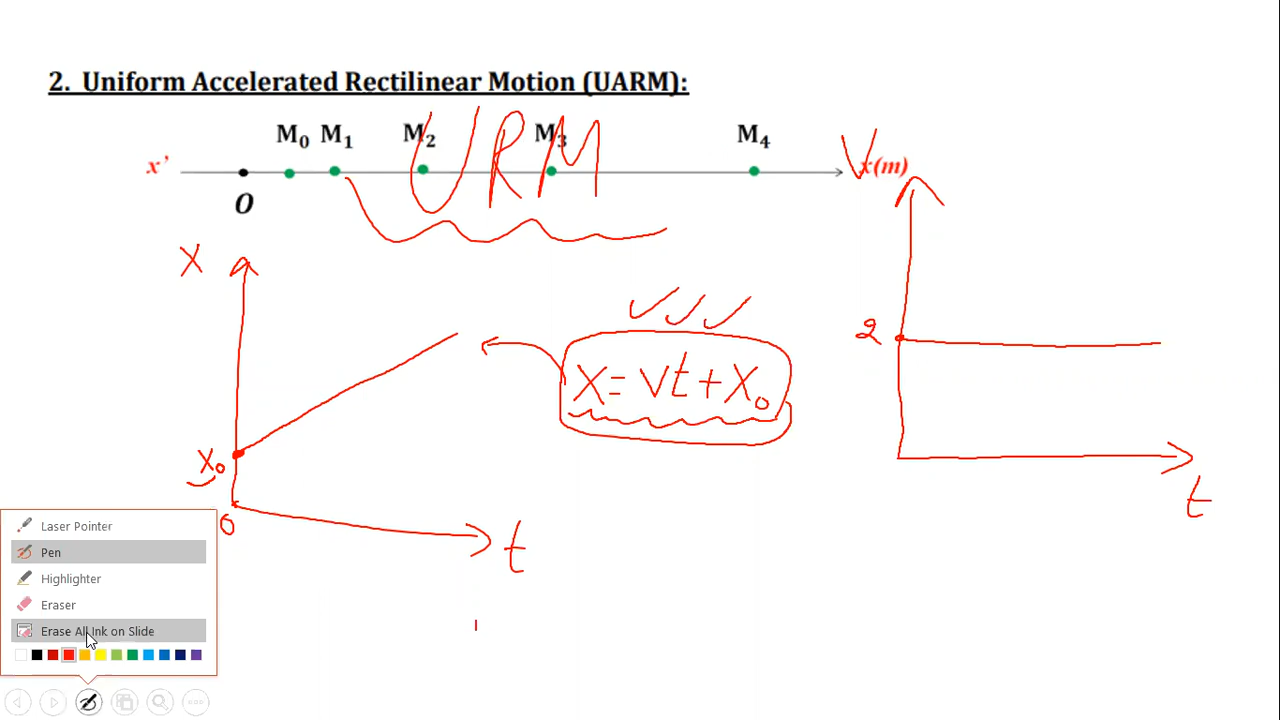 2. Uniform Accelerated Rectilinear Motion (UARM):
M₀ M₁ M₂ M₃ M₄
x' x(m)
O
URM
V
X
2
X = Vt + X₀
X₀
0
t
t
Laser Pointer
Pen
Highlighter
Eraser
Erase All Ink on Slide